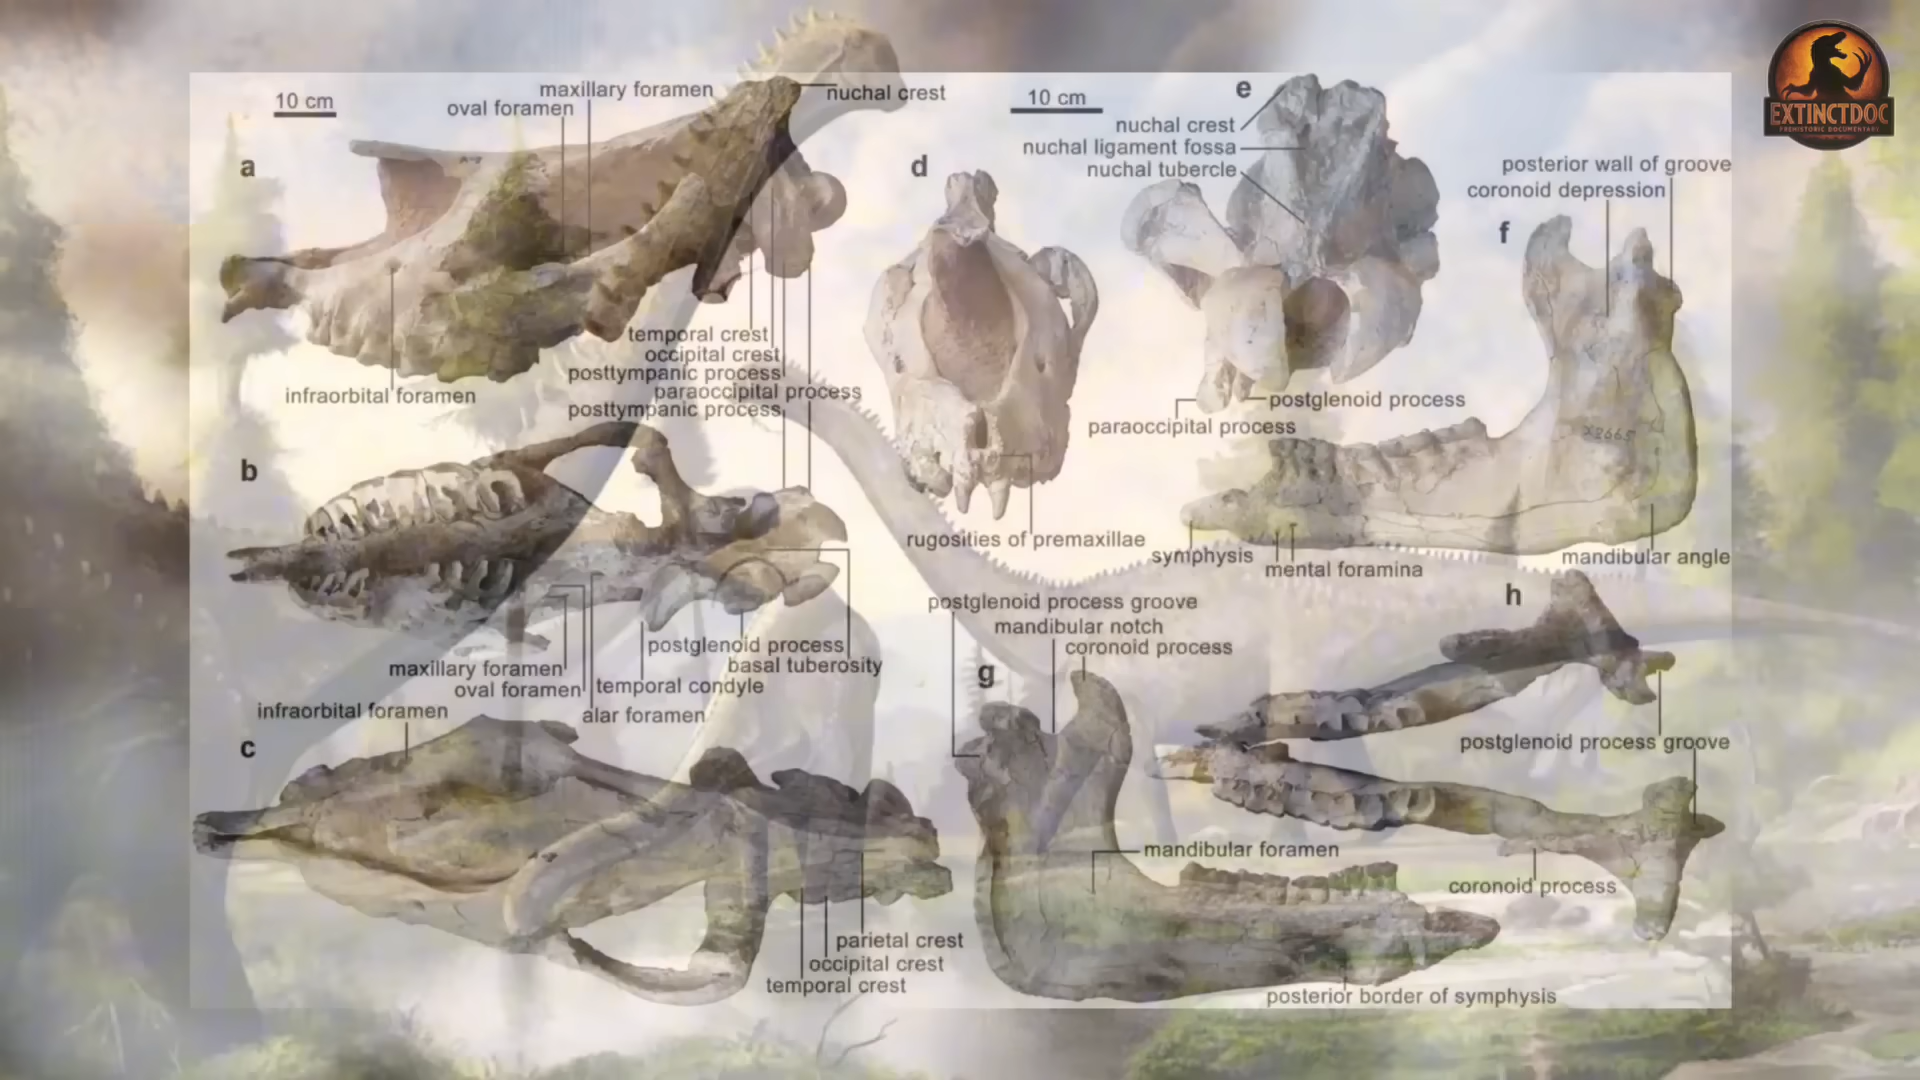 10 cm
maxillary foramen
oval foramen
nuchal crest
a
infraorbital foramen
temporal crest
occipital crest
posttympanic process
paraoccipital process
posttympanic process
b
maxillary foramen
oval foramen
alar foramen
temporal condyle
postglenoid process
basal tuberosity
infraorbital foramen
c
parietal crest
occipital crest
temporal crest
d
rugosities of premaxillae
10 cm
e
nuchal crest
nuchal ligament fossa
nuchal tubercle
postglenoid process
paraoccipital process
posterior wall of groove
coronoid depression
f
X8665
symphysis
mental foramina
mandibular angle
postglenoid process groove
mandibular notch
coronoid process
g
mandibular foramen
posterior border of symphysis
h
postglenoid process groove
coronoid process
EXTINCTDOC
PREHISTORIC DOCUMENTARY